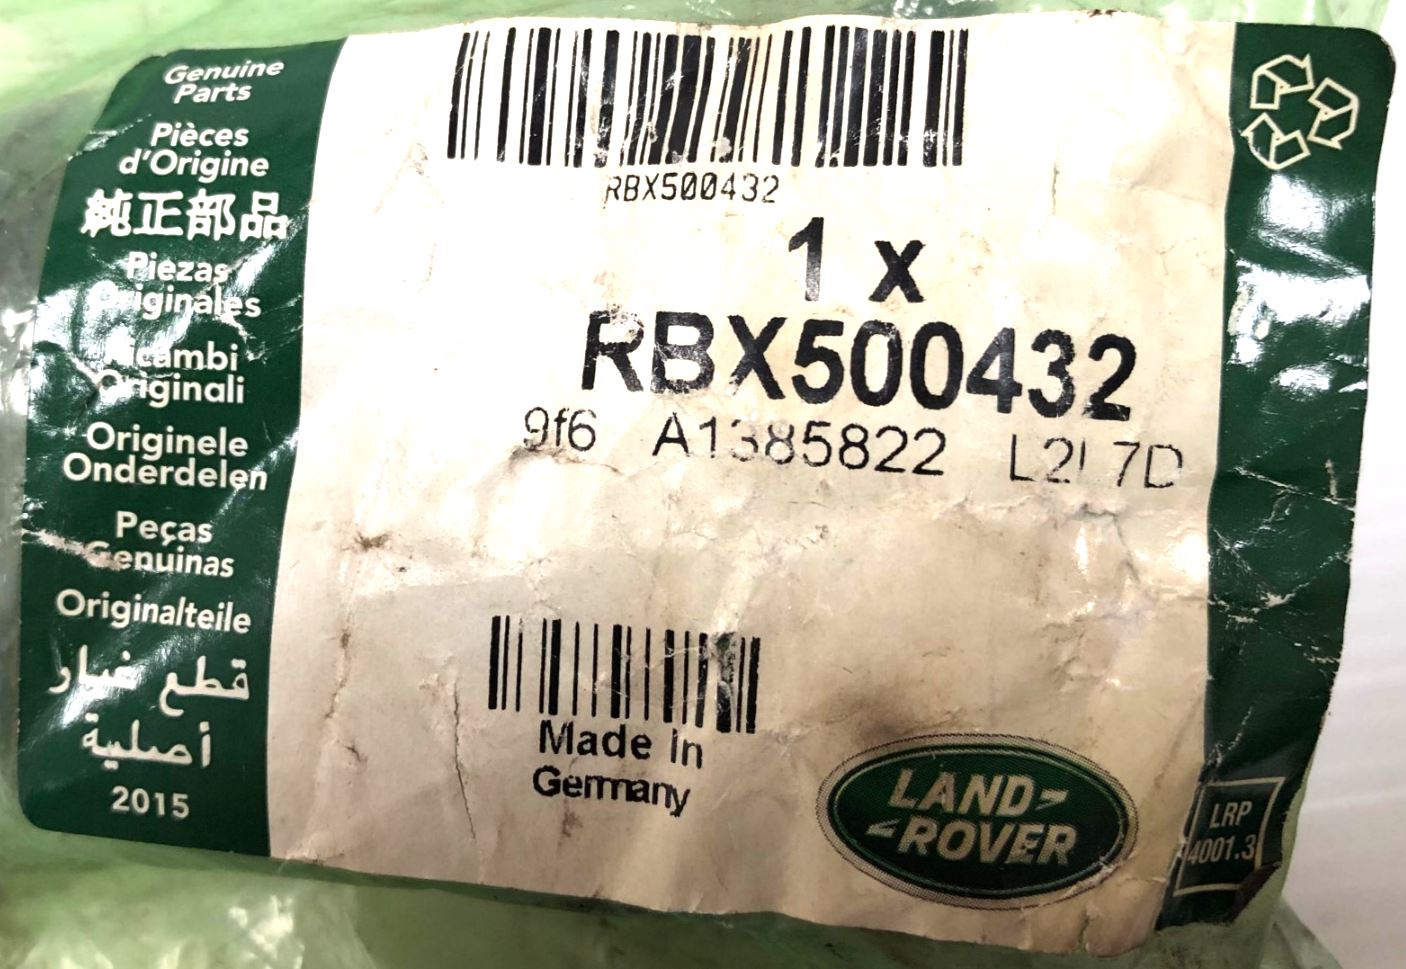 Genuine
Parts
Pièces
d'Origine
純正部品
Piezas
Originales
Ricambi
Originali
Originele
Onderdelen
Peças
Genuinas
Originalteile
قطع غيار
أصلية
2015
RBX500432
1 x
RBX500432
9f6 A1385822
Made In
Germany
LAND-
ROVER
LRP
4001.3